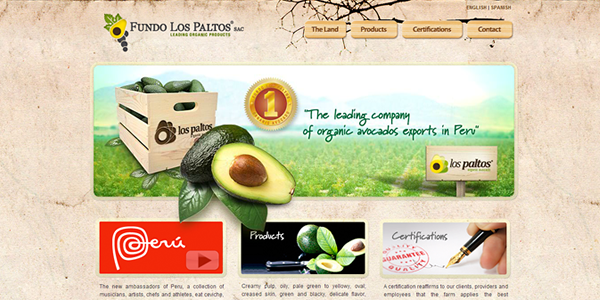 ENGLISH | SPANISH
FUNDO LOS PALTOS® SAC
LEADING ORGANIC PRODUCTS
The Land
Products
Certifications
Contact
1
"The leading company
of organic avocados exports in Peru"
los paltos
los paltos
Perú
Products
Certifications
GUARANTEE
QUALITY
The new ambassadors of Peru, a collection of
musicians, artists, chefs and athletes, eat ceviche,
Creamy pulp, oily, pale green to yellow, oval,
creased skin, green and blacky, delicate flavor,
A certification reaffirms to our clients, providers and
employees that the farm applies the best